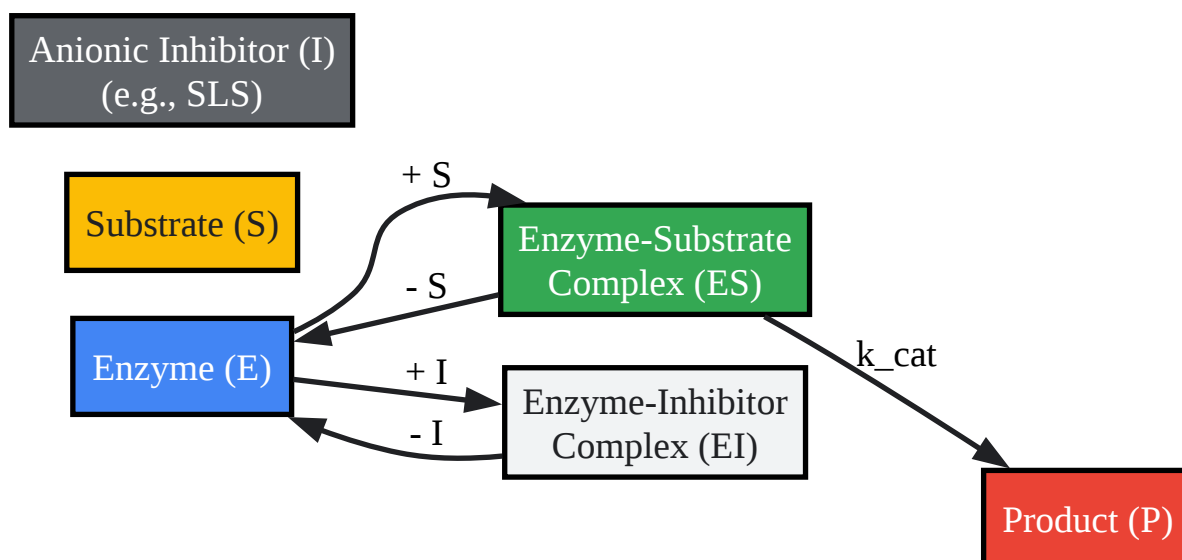 Anionic Inhibitor (I)
(e.g., SLS)
Substrate (S)
+ S
Enzyme-Substrate
Complex (ES)
- S
Enzyme (E)
+ I
- I
k_cat
Enzyme-Inhibitor
Complex (EI)
Product (P)